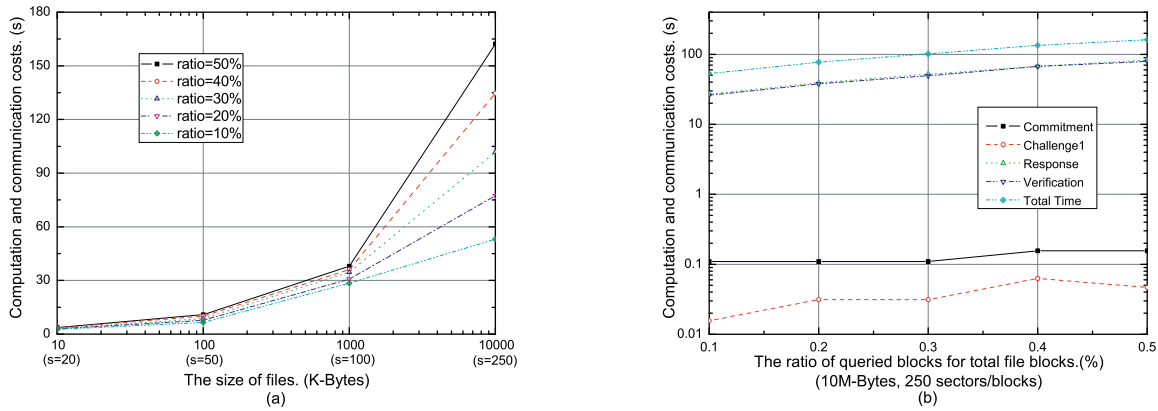 Computation and communication costs. (s)
180
150
120
90
60
30
0
ratio=50%
ratio=40%
ratio=30%
ratio=20%
ratio=10%
10 100 1000 10000
(s=20) (s=50) (s=100) (s=250)
The size of files. (K-Bytes)
(a)
Computation and communication costs. (s)
100
10
1
0.1
0.01
Commitment
Challenge1
Response
Verification
Total Time
0.1 0.2 0.3 0.4 0.5
The ratio of queried blocks for total file blocks.(%)
(10M-Bytes, 250 sectors/blocks)
(b)